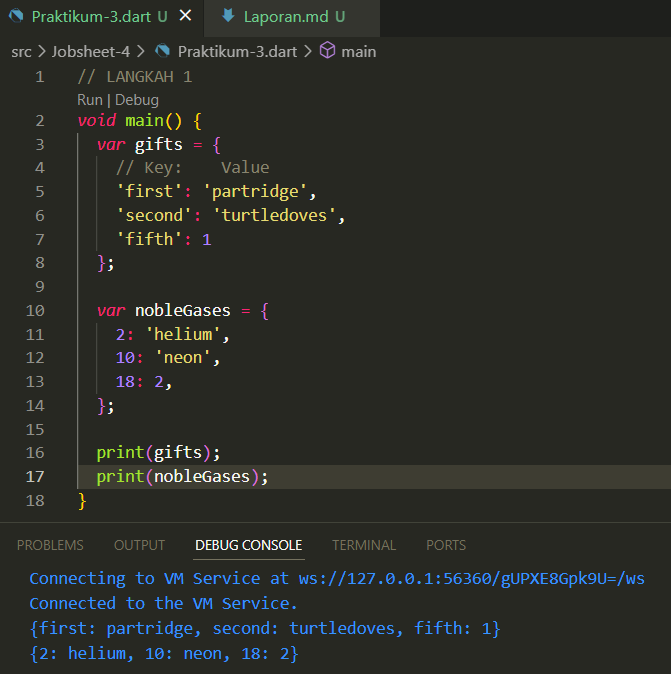 Praktikum-3.dart U × Laporan.md U
src > Jobsheet-4 > Praktikum-3.dart > main
1 // LANGKAH 1
Run | Debug
2 void main() {
3 var gifts = {
4 // Key:    Value
5 'first': 'partridge',
6 'second': 'turtledoves',
7 'fifth': 1
8 };
9
10 var nobleGases = {
11 2: 'helium',
12 10: 'neon',
13 18: 2,
14 };
15
16 print(gifts);
17 print(nobleGases);
18 }
PROBLEMS OUTPUT DEBUG CONSOLE TERMINAL PORTS
Connecting to VM Service at ws://127.0.0.1:56360/gUPXE8Gpk9U=/ws
Connected to the VM Service.
{first: partridge, second: turtledoves, fifth: 1}
{2: helium, 10: neon, 18: 2}